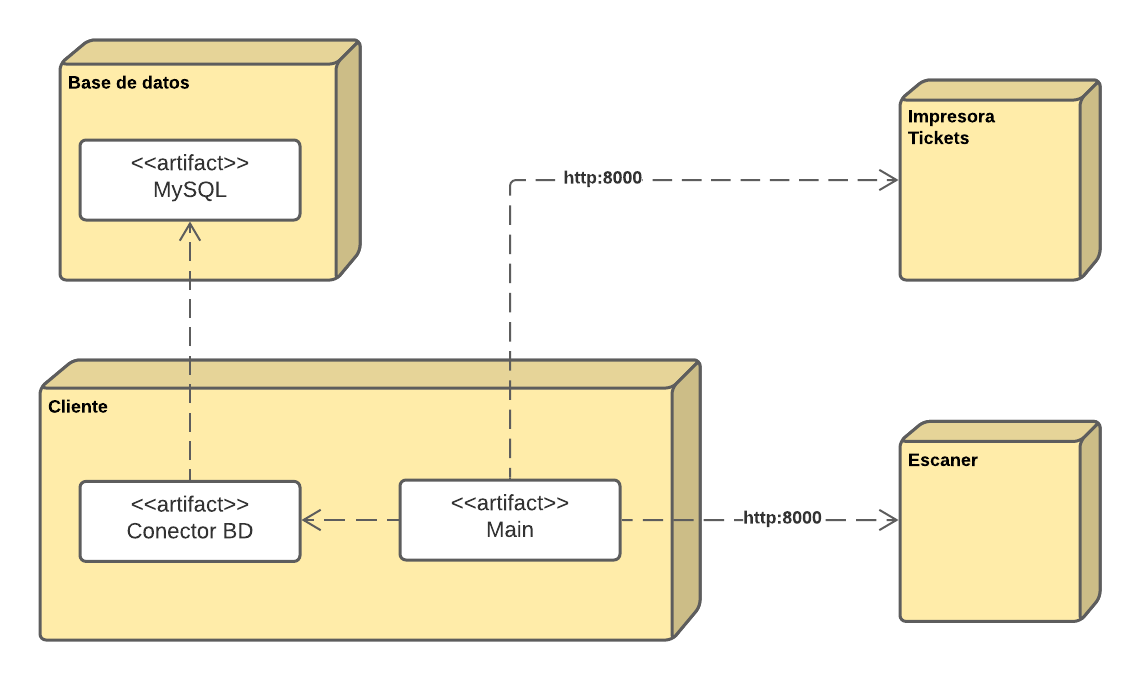 Base de datos
<<artifact>>
MySQL
Impresora
Tickets
http:8000
Cliente
<<artifact>>
Conector BD
<<artifact>>
Main
http:8000
Escaner